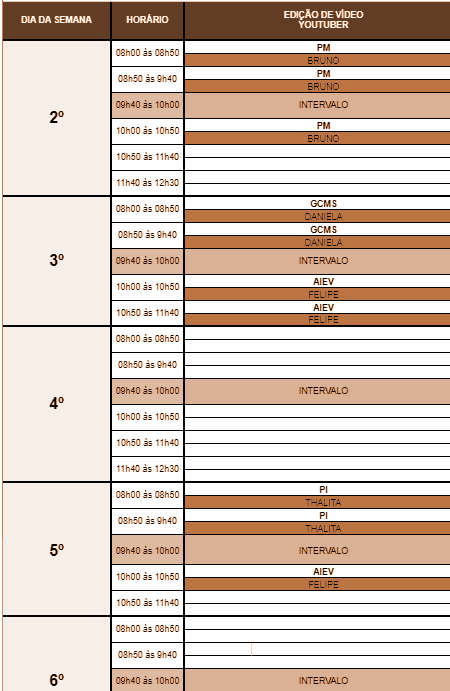 DIA DA SEMANA HORÁRIO EDIÇÃO DE VÍDEO
YOUTUBER
2º
08h00 às 08h50 PM
BRUNO
08h50 às 9h40 PM
BRUNO
09h40 às 10h00 INTERVALO
10h00 às 10h50 PM
BRUNO
10h50 às 11h40
11h40 às 12h30
3º
08h00 às 08h50 GCMS
DANIELA
08h50 às 9h40 GCMS
DANIELA
09h40 às 10h00 INTERVALO
10h00 às 10h50 AIEV
FELIPE
10h50 às 11h40 AIEV
FELIPE
4º
08h00 às 08h50
08h50 às 9h40
09h40 às 10h00 INTERVALO
10h00 às 10h50
10h50 às 11h40
11h40 às 12h30
5º
08h00 às 08h50 PI
THALITA
08h50 às 9h40 PI
THALITA
09h40 às 10h00 INTERVALO
10h00 às 10h50 AIEV
FELIPE
10h50 às 11h40
6º
08h00 às 08h50
08h50 às 9h40
09h40 às 10h00 INTERVALO